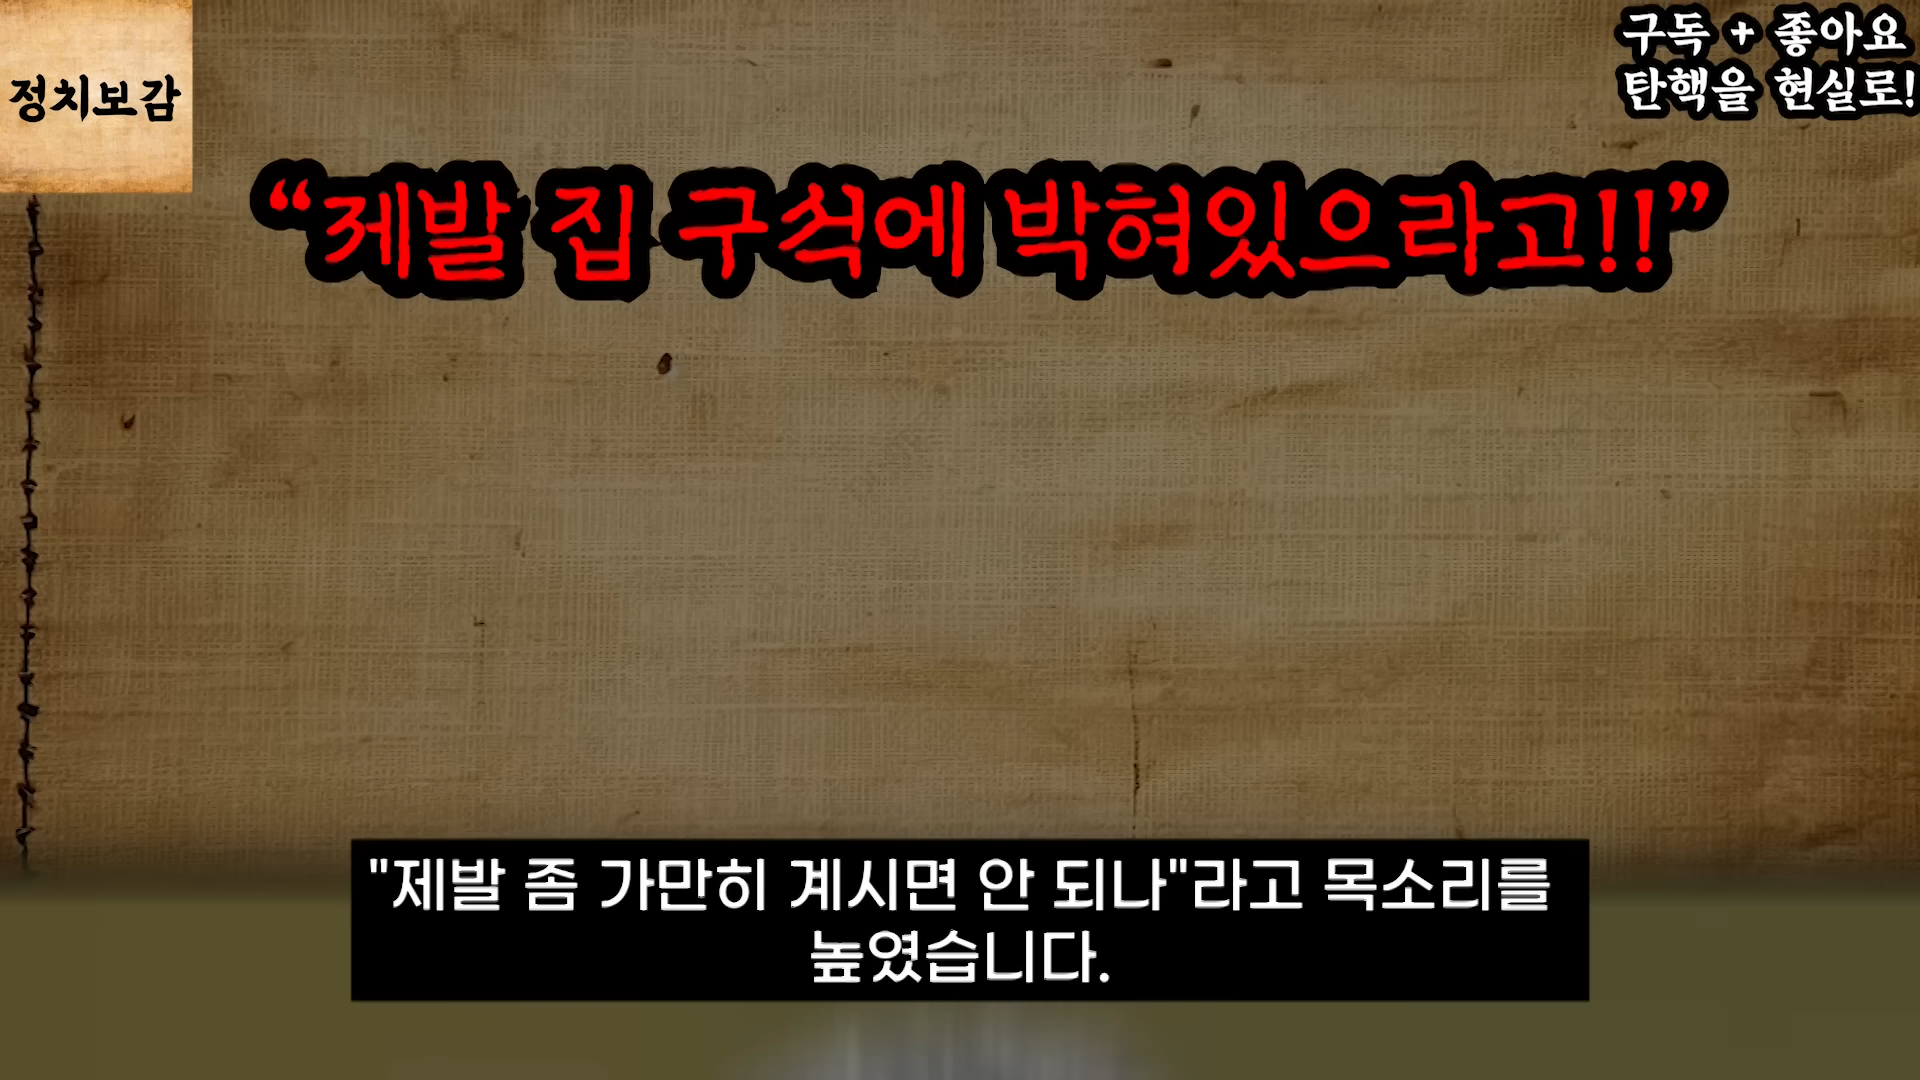 정치보감
구독 + 좋아요
탄핵을 현실로!
“제발 집 구석에 박혀있으라고!!”
"제발 좀 가만히 계시면 안 되나"라고 목소리를
높였습니다.